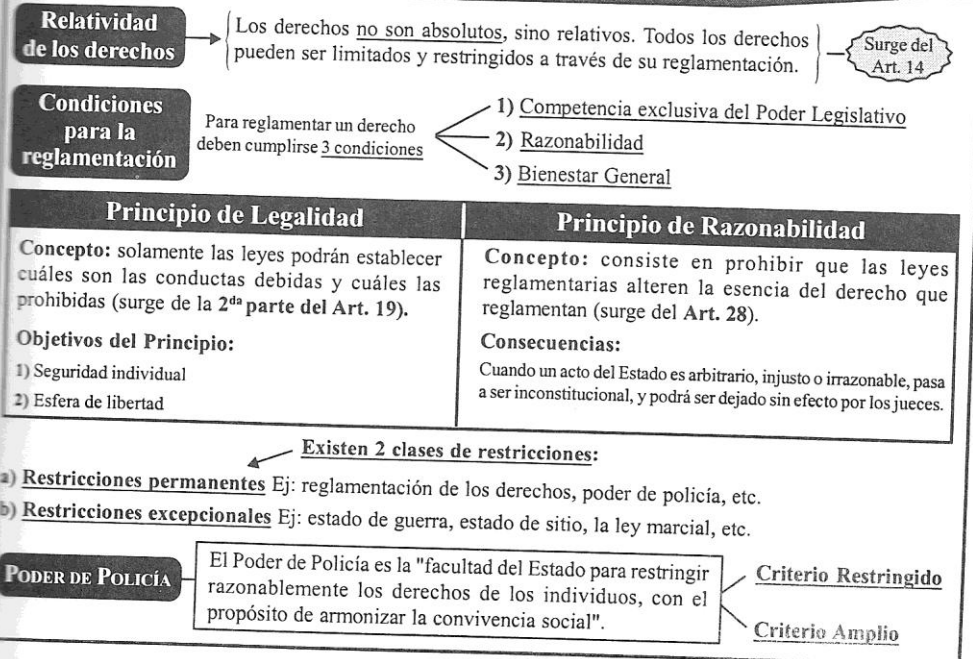 Relatividad
de los derechos
Los derechos no son absolutos, sino relativos. Todos los derechos
pueden ser limitados y restringidos a través de su reglamentación.
Surge del
Art. 14
Condiciones
para la
reglamentación
Para reglamentar un derecho
deben cumplirse 3 condiciones
1) Competencia exclusiva del Poder Legislativo
2) Razonabilidad
3) Bienestar General
Principio de Legalidad
Concepto: solamente las leyes podrán establecer
cuáles son las conductas debidas y cuáles las
prohibidas (surge de la 2da parte del Art. 19).
Objetivos del Principio:
1) Seguridad individual
2) Esfera de libertad
Principio de Razonabilidad
Concepto: consiste en prohibir que las leyes
reglamentarias alteren la esencia del derecho que
reglamentan (surge del Art. 28).
Consecuencias:
Cuando un acto del Estado es arbitrario, injusto o irrazonable, pasa
a ser inconstitucional, y podrá ser dejado sin efecto por los jueces.
Existen 2 clases de restricciones:
a) Restricciones permanentes Ej: reglamentación de los derechos, poder de policía, etc.
b) Restricciones excepcionales Ej: estado de guerra, estado de sitio, la ley marcial, etc.
PODER DE POLICÍA
El Poder de Policía es la "facultad del Estado para restringir
razonablemente los derechos de los individuos, con el
propósito de armonizar la convivencia social".
Criterio Restringido
Criterio Amplio